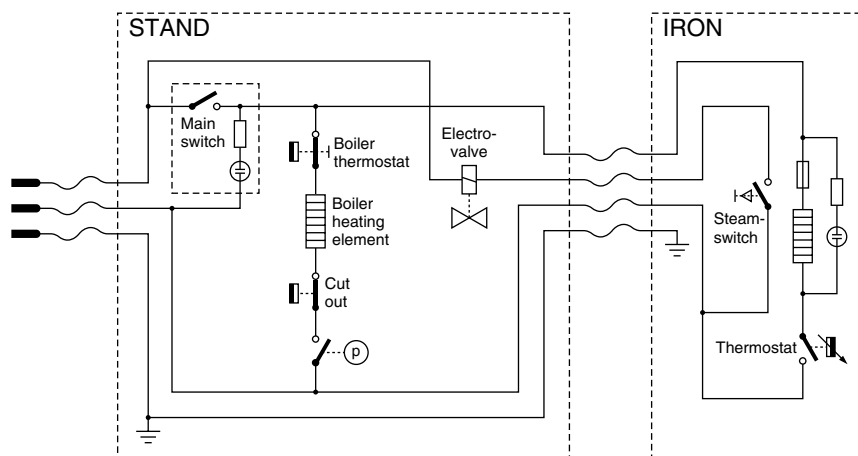 STAND
IRON
Main
switch
Boiler
thermostat
Electro-
valve
Boiler
heating
element
Steam-
switch
Cut
out
p
Thermostat